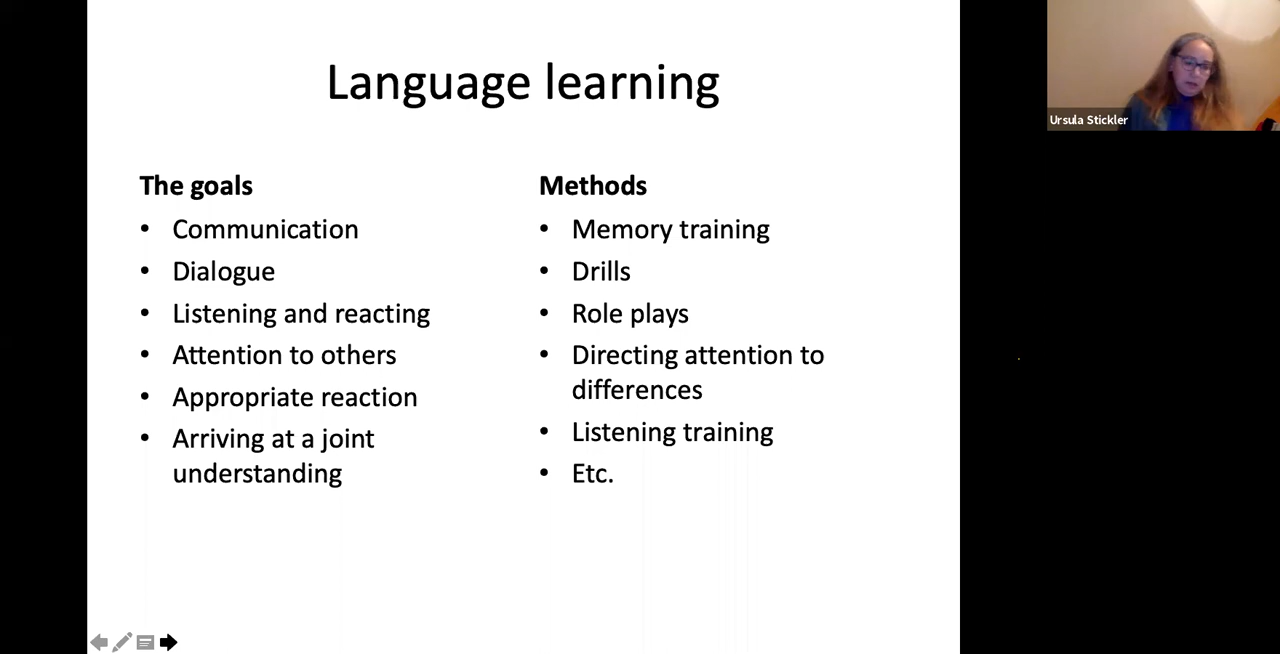 Language learning
The goals
• Communication
• Dialogue
• Listening and reacting
• Attention to others
• Appropriate reaction
• Arriving at a joint
understanding
Methods
• Memory training
• Drills
• Role plays
• Directing attention to
differences
• Listening training
• Etc.
Ursula Stickler